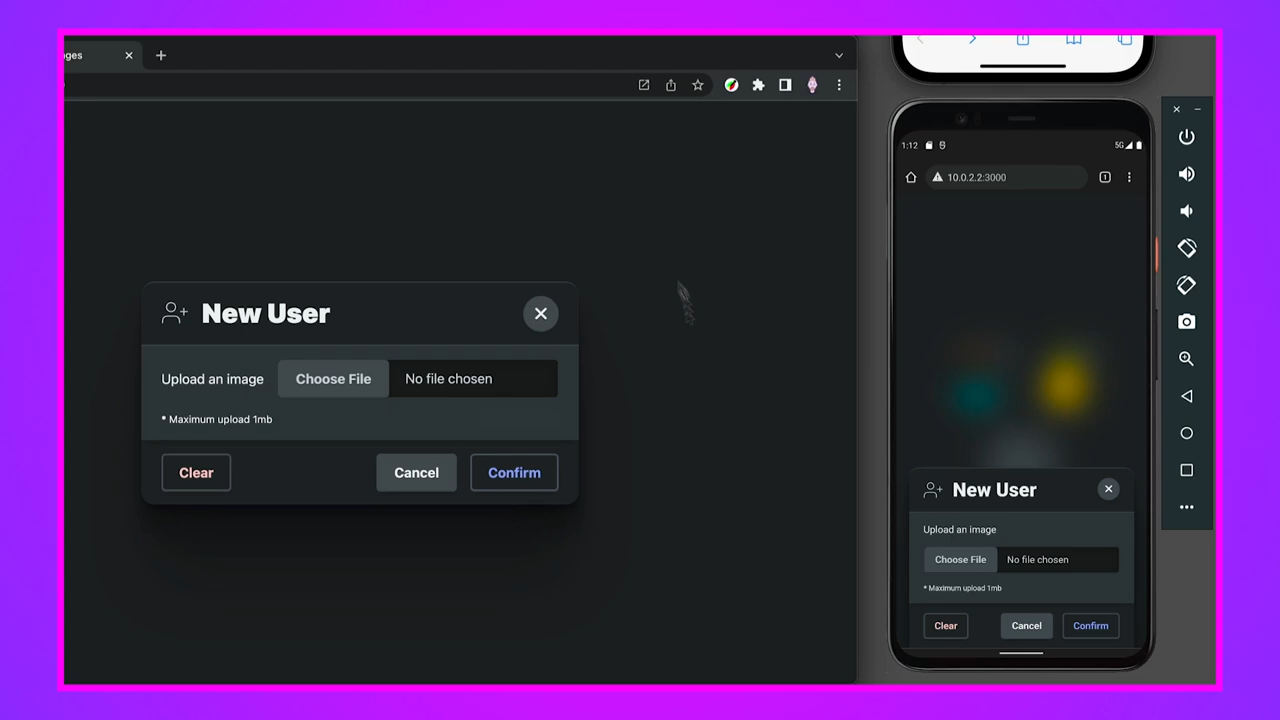 ges
New User
Upload an image
Choose File
No file chosen
* Maximum upload 1mb
Clear
Cancel
Confirm
1:12
5G
10.0.2.2:3000
1
New User
Upload an image
Choose File
No file chosen
* Maximum upload 1mb
Clear
Cancel
Confirm